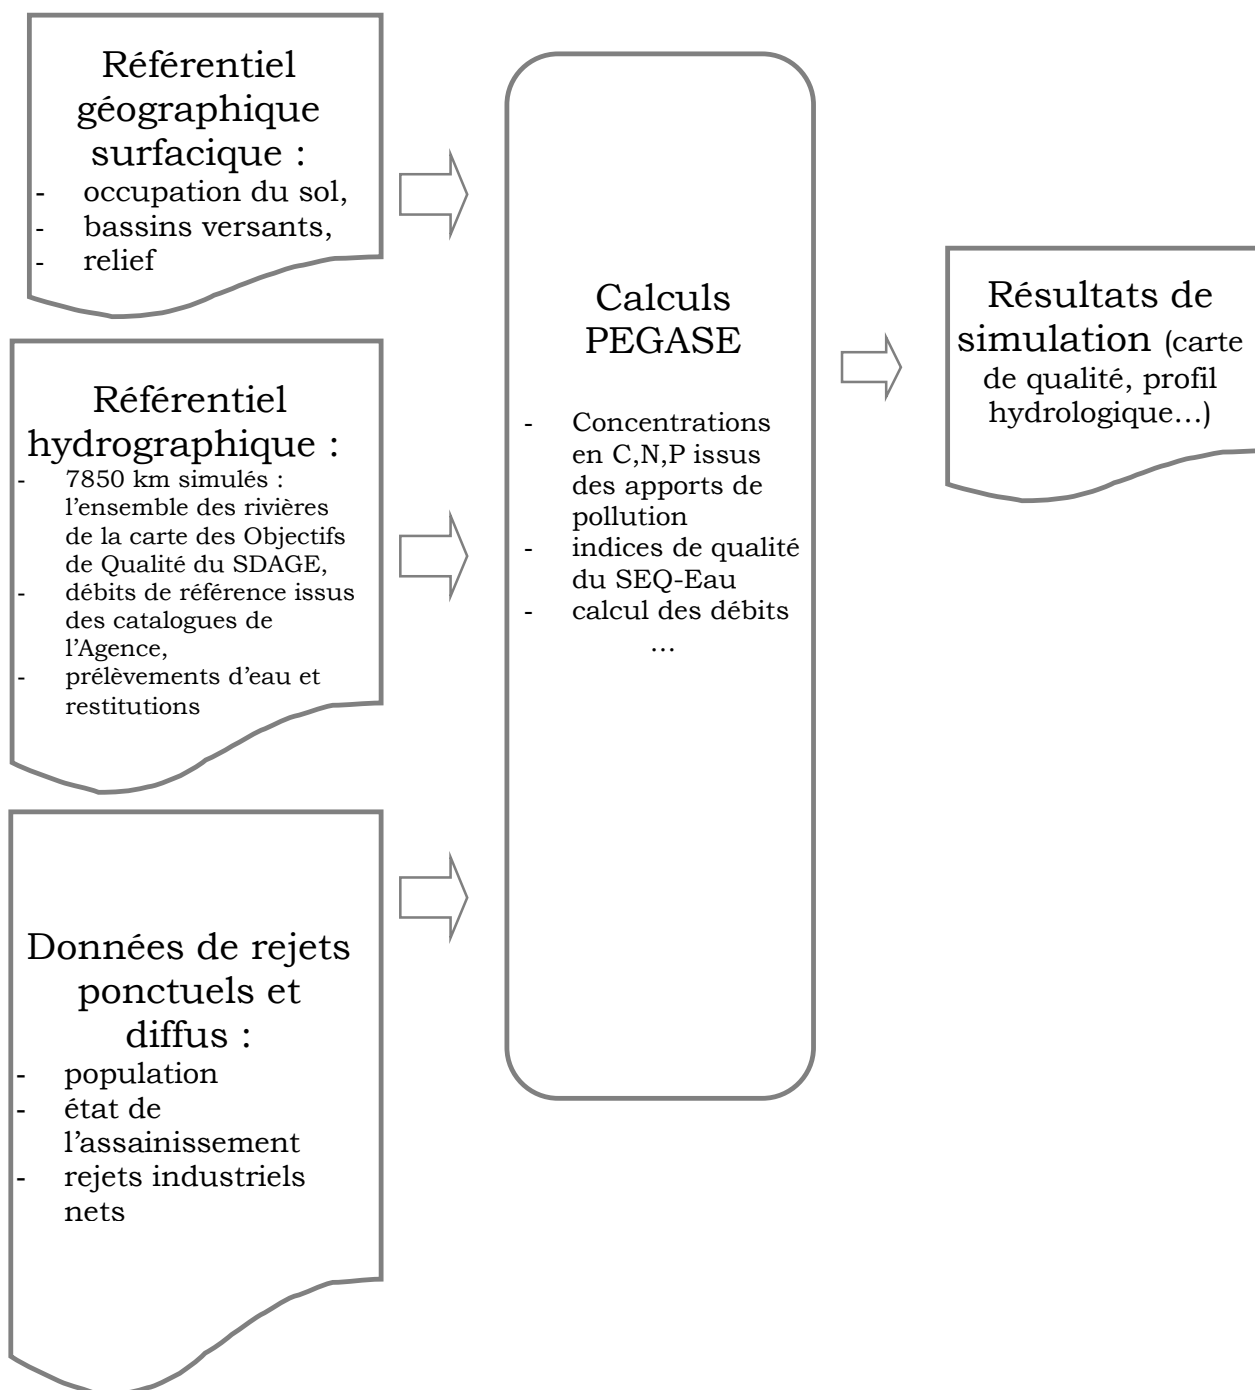 Référentiel
géographique
surfacique :
- occupation du sol,
- bassins versants,
- relief
Référentiel
hydrographique :
- 7850 km simulés :
l’ensemble des rivières
de la carte des Objectifs
de Qualité du SDAGE,
- débits de référence issus
des catalogues de
l’Agence,
- prélèvements d’eau et
restitutions
Données de rejets
ponctuels et
diffus :
- population
- état de
l’assainissement
- rejets industriels
nets
Calculs
PEGASE
- Concentrations
en C,N,P issus
des apports de
pollution
- indices de qualité
du SEQ-Eau
- calcul des débits
…
Résultats de
simulation (carte
de qualité, profil
hydrologique…)